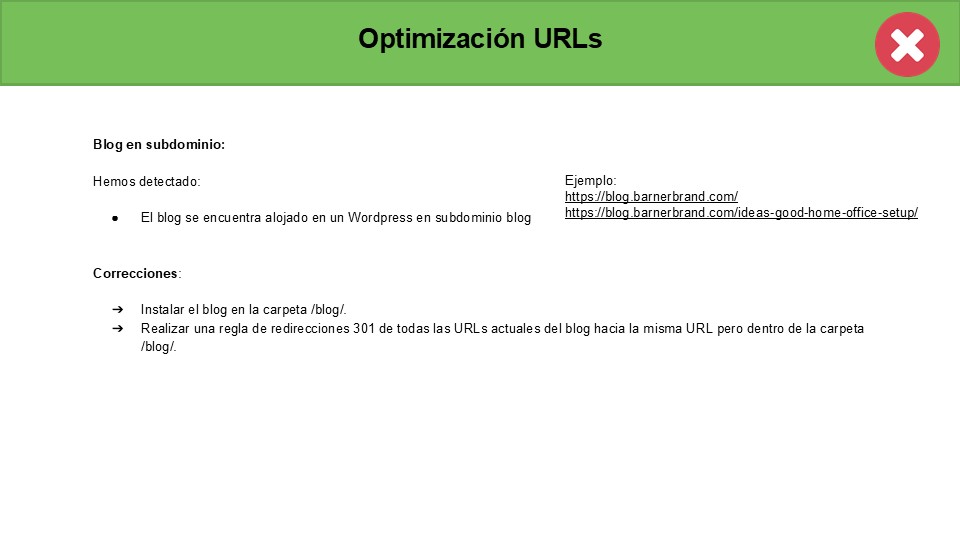 Optimización URLs
Blog en subdominio:
Hemos detectado:
● El blog se encuentra alojado en un Wordpress en subdominio blog
Ejemplo:
https://blog.barnerbrand.com/
https://blog.barnerbrand.com/ideas-good-home-office-setup/
Correcciones:
➔ Instalar el blog en la carpeta /blog/.
➔ Realizar una regla de redirecciones 301 de todas las URLs actuales del blog hacia la misma URL pero dentro de la carpeta
/blog/.